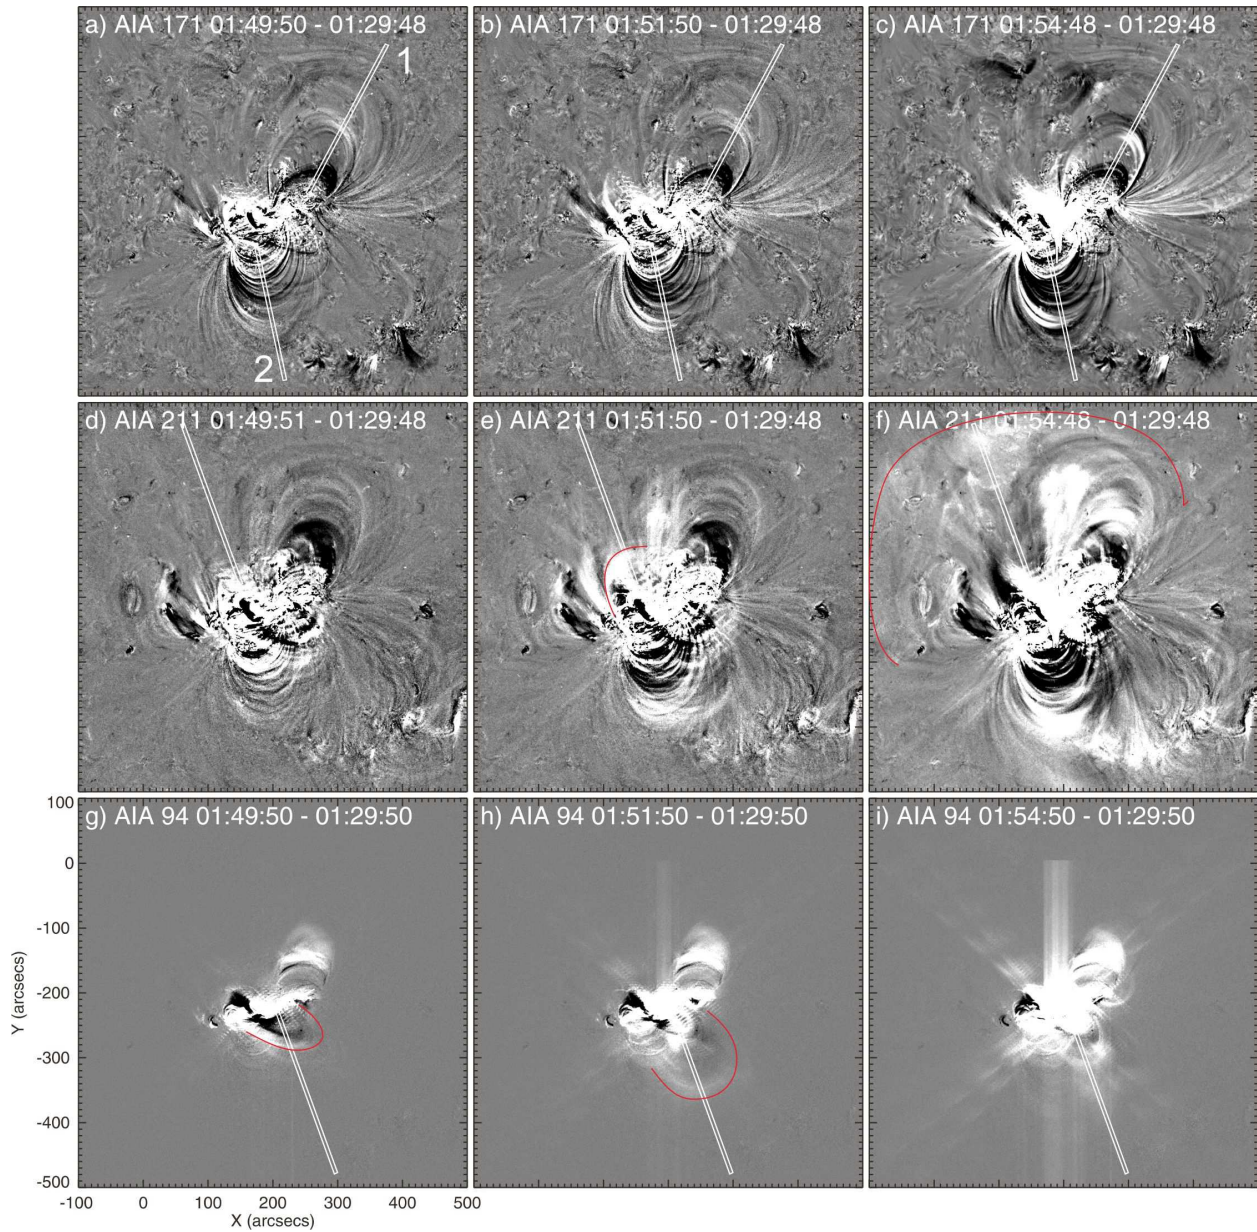 a) AIA 171 01:49:50 - 01:29:48
b) AIA 171 01:51:50 - 01:29:48
c) AIA 171 01:54:48 - 01:29:48
1
2
d) AIA 211 01:49:51 - 01:29:48
e) AIA 211 01:51:50 - 01:29:48
f) AIA 211 01:54:48 - 01:29:48
g) AIA 94 01:49:50 - 01:29:50
h) AIA 94 01:51:50 - 01:29:50
i) AIA 94 01:54:50 - 01:29:50
100
0
-100
-200
-300
-400
-500
Y (arcsecs)
-100 0 100 200 300 400 500
X (arcsecs)